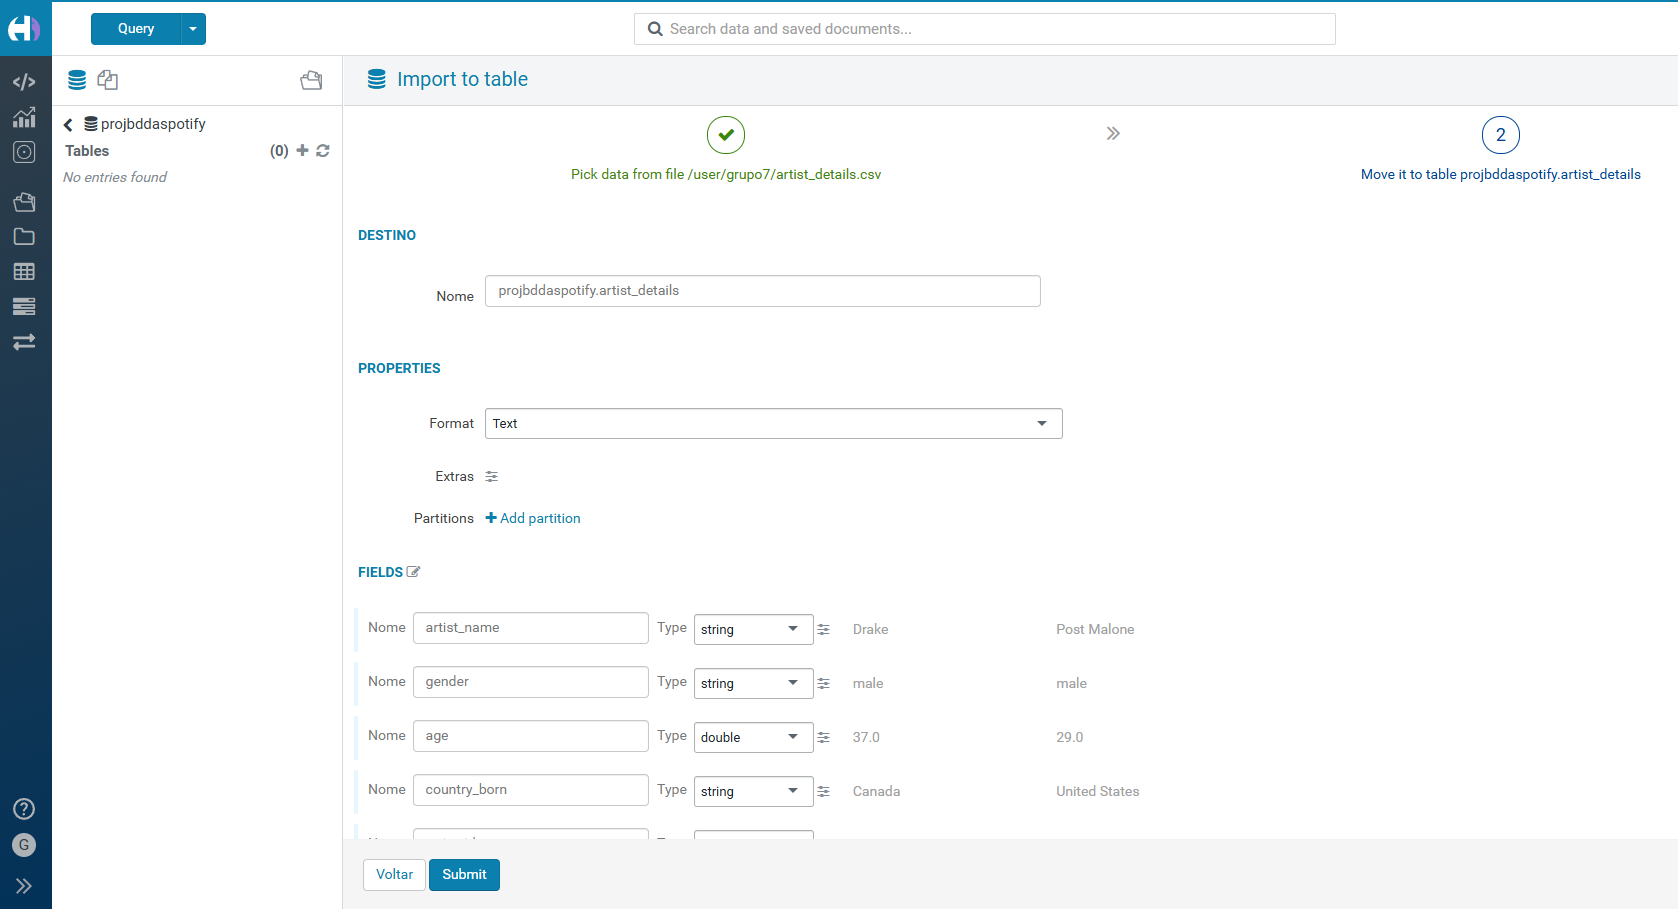 Query
Search data and saved documents...
Import to table
projbddaspotify
Tables (0)
No entries found
2
Pick data from file /user/grupo7/artist_details.csv
Move it to table projbddaspotify.artist_details
DESTINO
Nome projbddaspotify.artist_details
PROPERTIES
Format Text
Extras
Partitions Add partition
FIELDS
Nome artist_name Type string Drake Post Malone
Nome gender Type string male male
Nome age Type double 37.0 29.0
Nome country_born Type string Canada United States
G
Voltar Submit